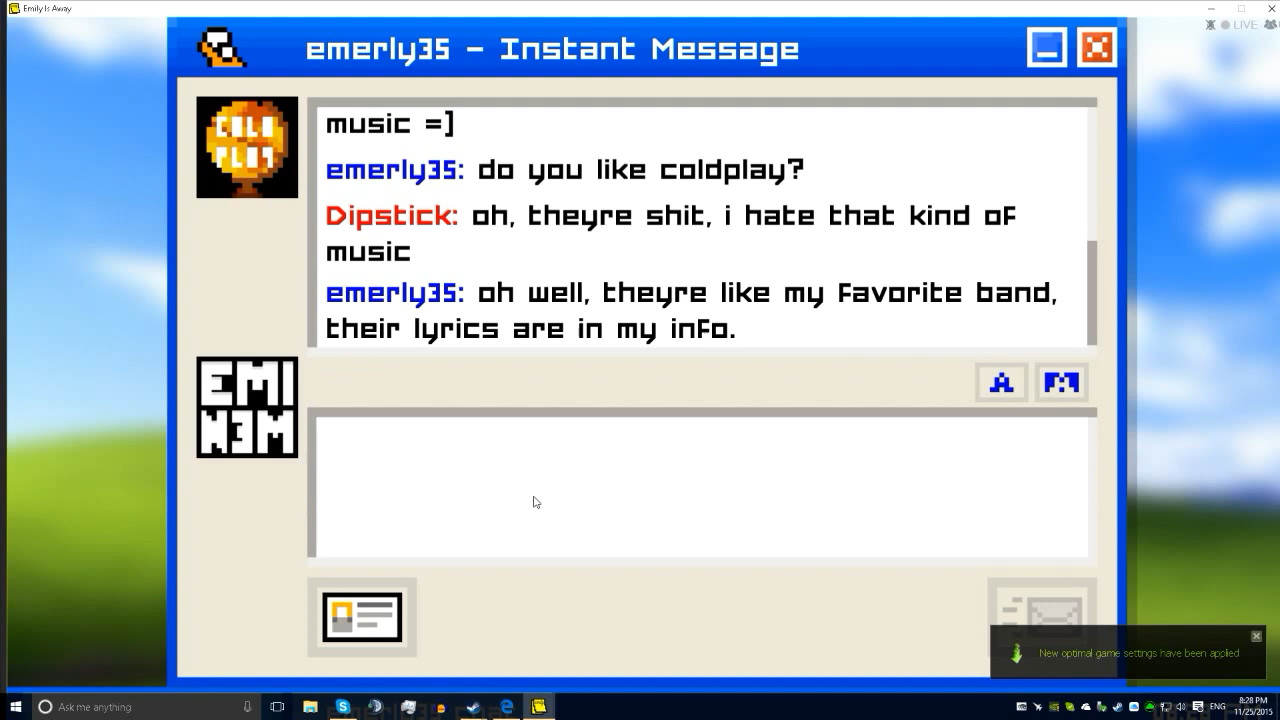 Emily Is Away
LIVE
emerly35 - Instant Message
COLD
PLAY
music =]
emerly35: do you like coldplay?
Dipstick: oh, theyre shit, i hate that kind of
music
emerly35: oh well, theyre like my favorite band,
their lyrics are in my info.
EMI
NEM
A
New optimal game settings have been applied
Ask me anything
ENG
8:28 PM
11/25/2015